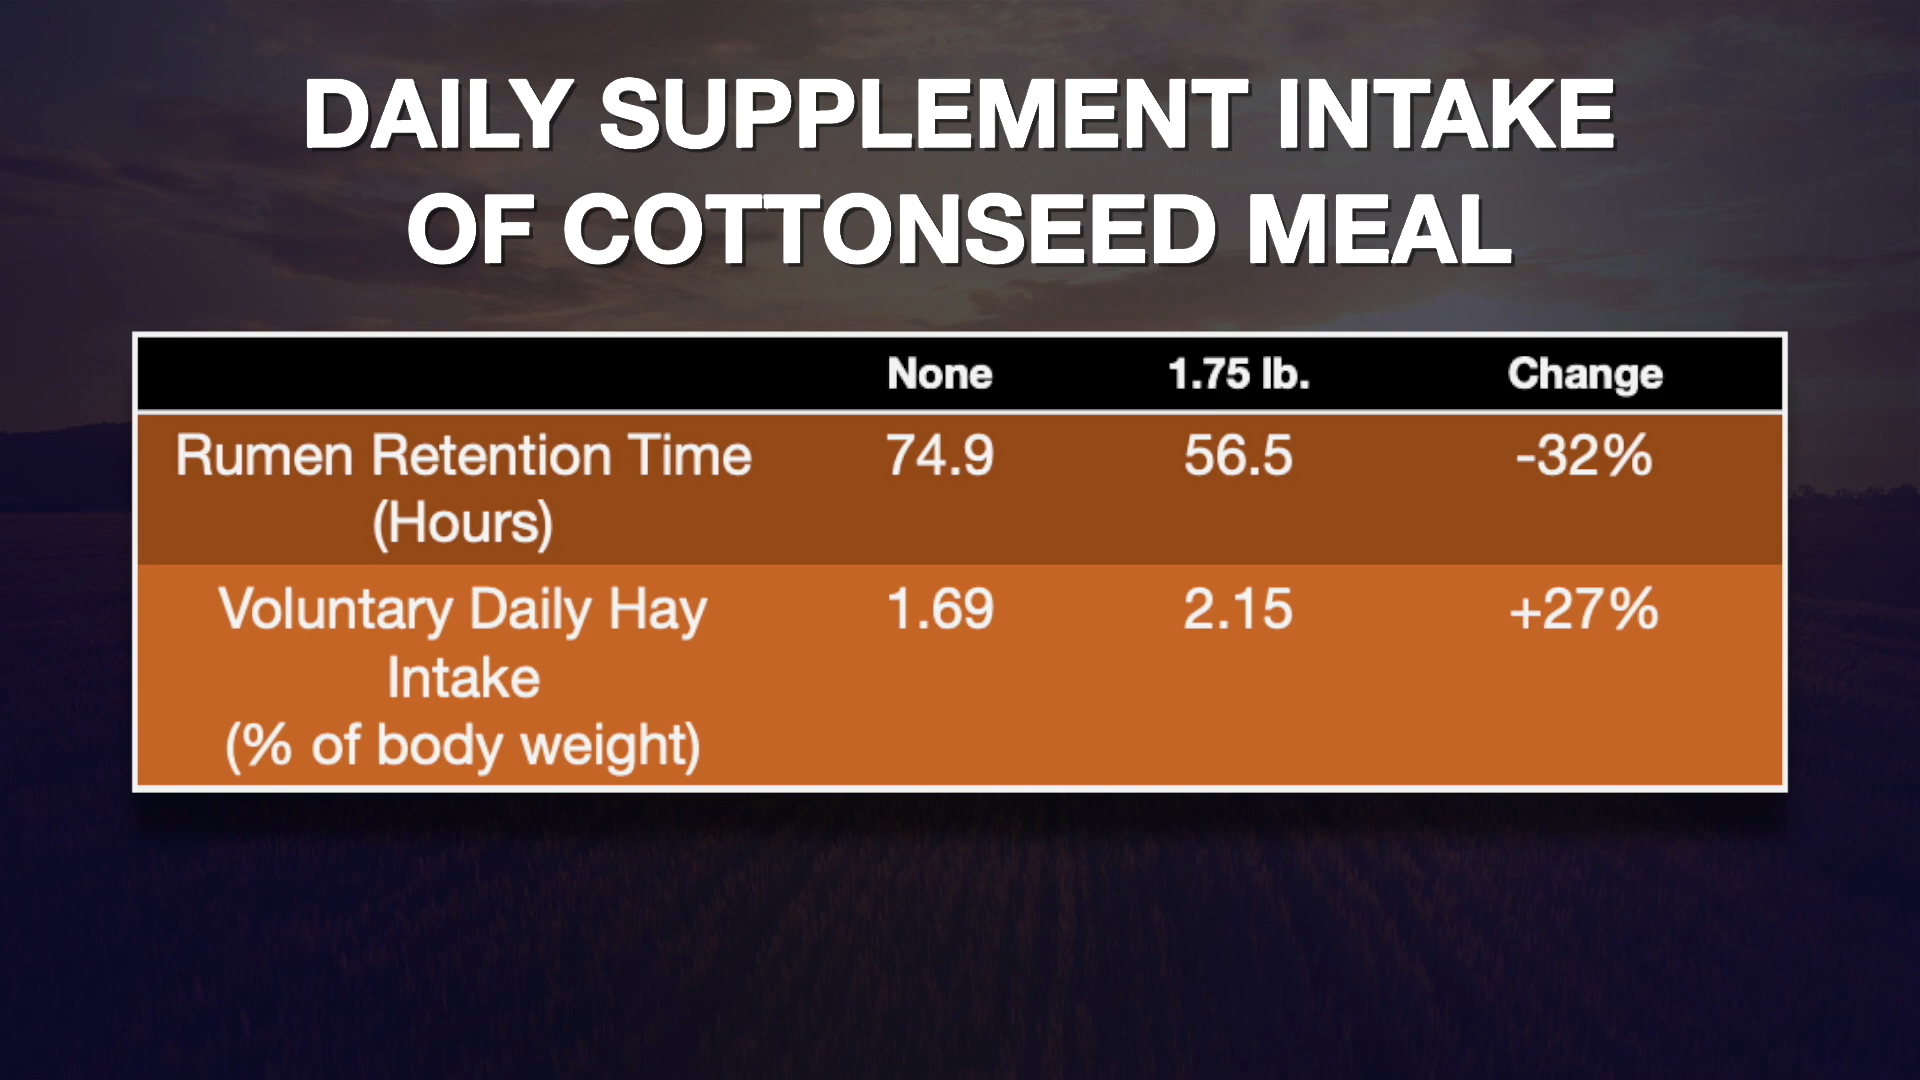 DAILY SUPPLEMENT INTAKE
OF COTTONSEED MEAL
None 1.75 lb. Change
Rumen Retention Time 74.9 56.5 -32%
(Hours)
Voluntary Daily Hay 1.69 2.15 +27%
Intake
(% of body weight)